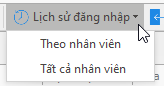 Lịch sử đăng nhập
Theo nhân viên
Tất cả nhân viên